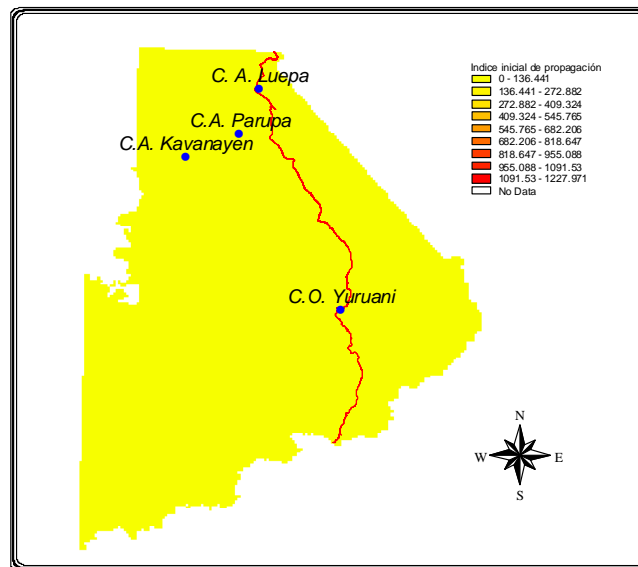 C. A. Luepa
C.A. Parupa
C.A. Kavanayen
C.O. Yuruani
Indice inicial de propagación
0 - 136.441
136.441 - 272.882
272.882 - 409.324
409.324 - 545.765
545.765 - 682.206
682.206 - 818.647
818.647 - 955.088
955.088 - 1091.53
1091.53 - 1227.971
No Data
N
W E
S